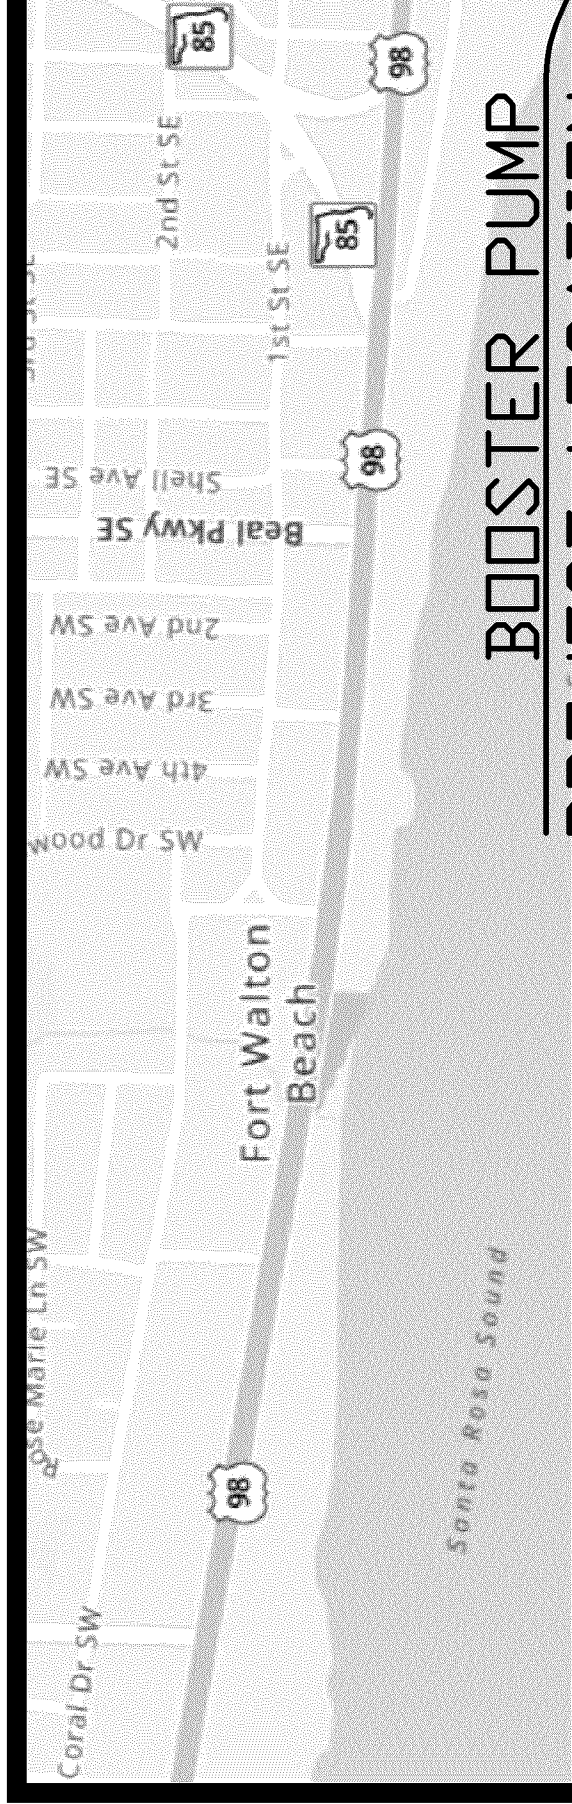 85
98
2nd St SE
85
1st St SE
98
Shell Ave SE
Beal Pkwy SE
2nd Ave SW
3rd Ave SW
4th Ave SW
Wood Dr SW
Fort Walton
Beach
Marie Ln SW
98
Coral Dr SW
Santa Rosa Sound
BOOSTER PUMP